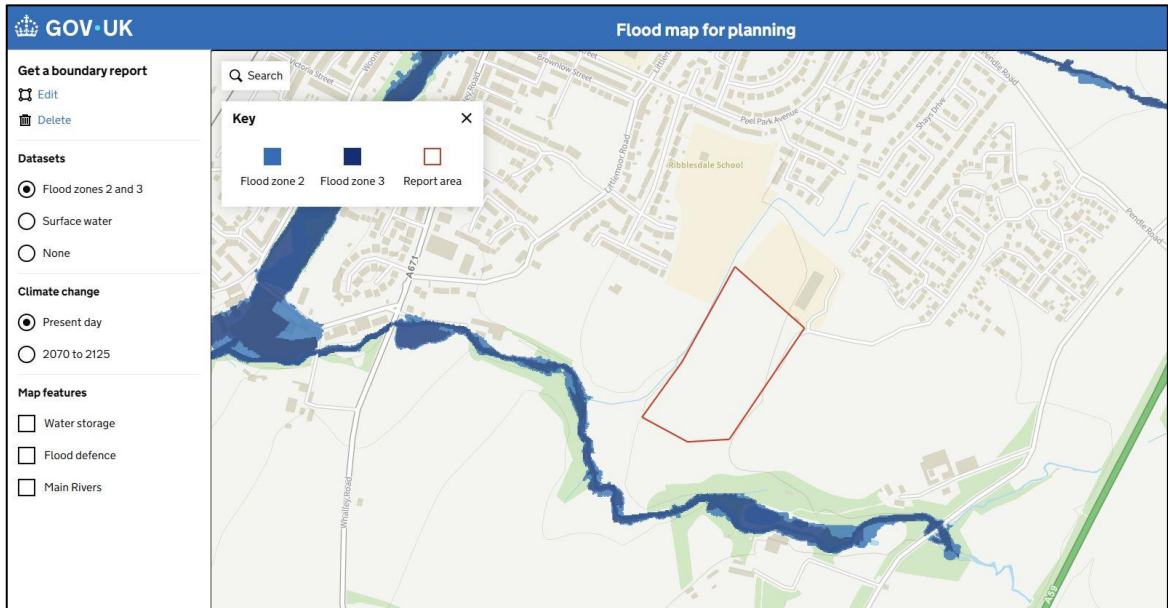 GOV·UK
Flood map for planning
Get a boundary report
Edit
Delete
Datasets
Flood zones 2 and 3
Surface water
None
Climate change
Present day
2070 to 2125
Map features
Water storage
Flood defence
Main Rivers
Search
Key
Flood zone 2
Flood zone 3
Report area
Victoria Street
Brownlow Street
Peel Park Avenue
Pendle Road
Shays Drive
Ribblesdale School
Littlemoor Road
Pendle Road
A671
Whalley Road
A59